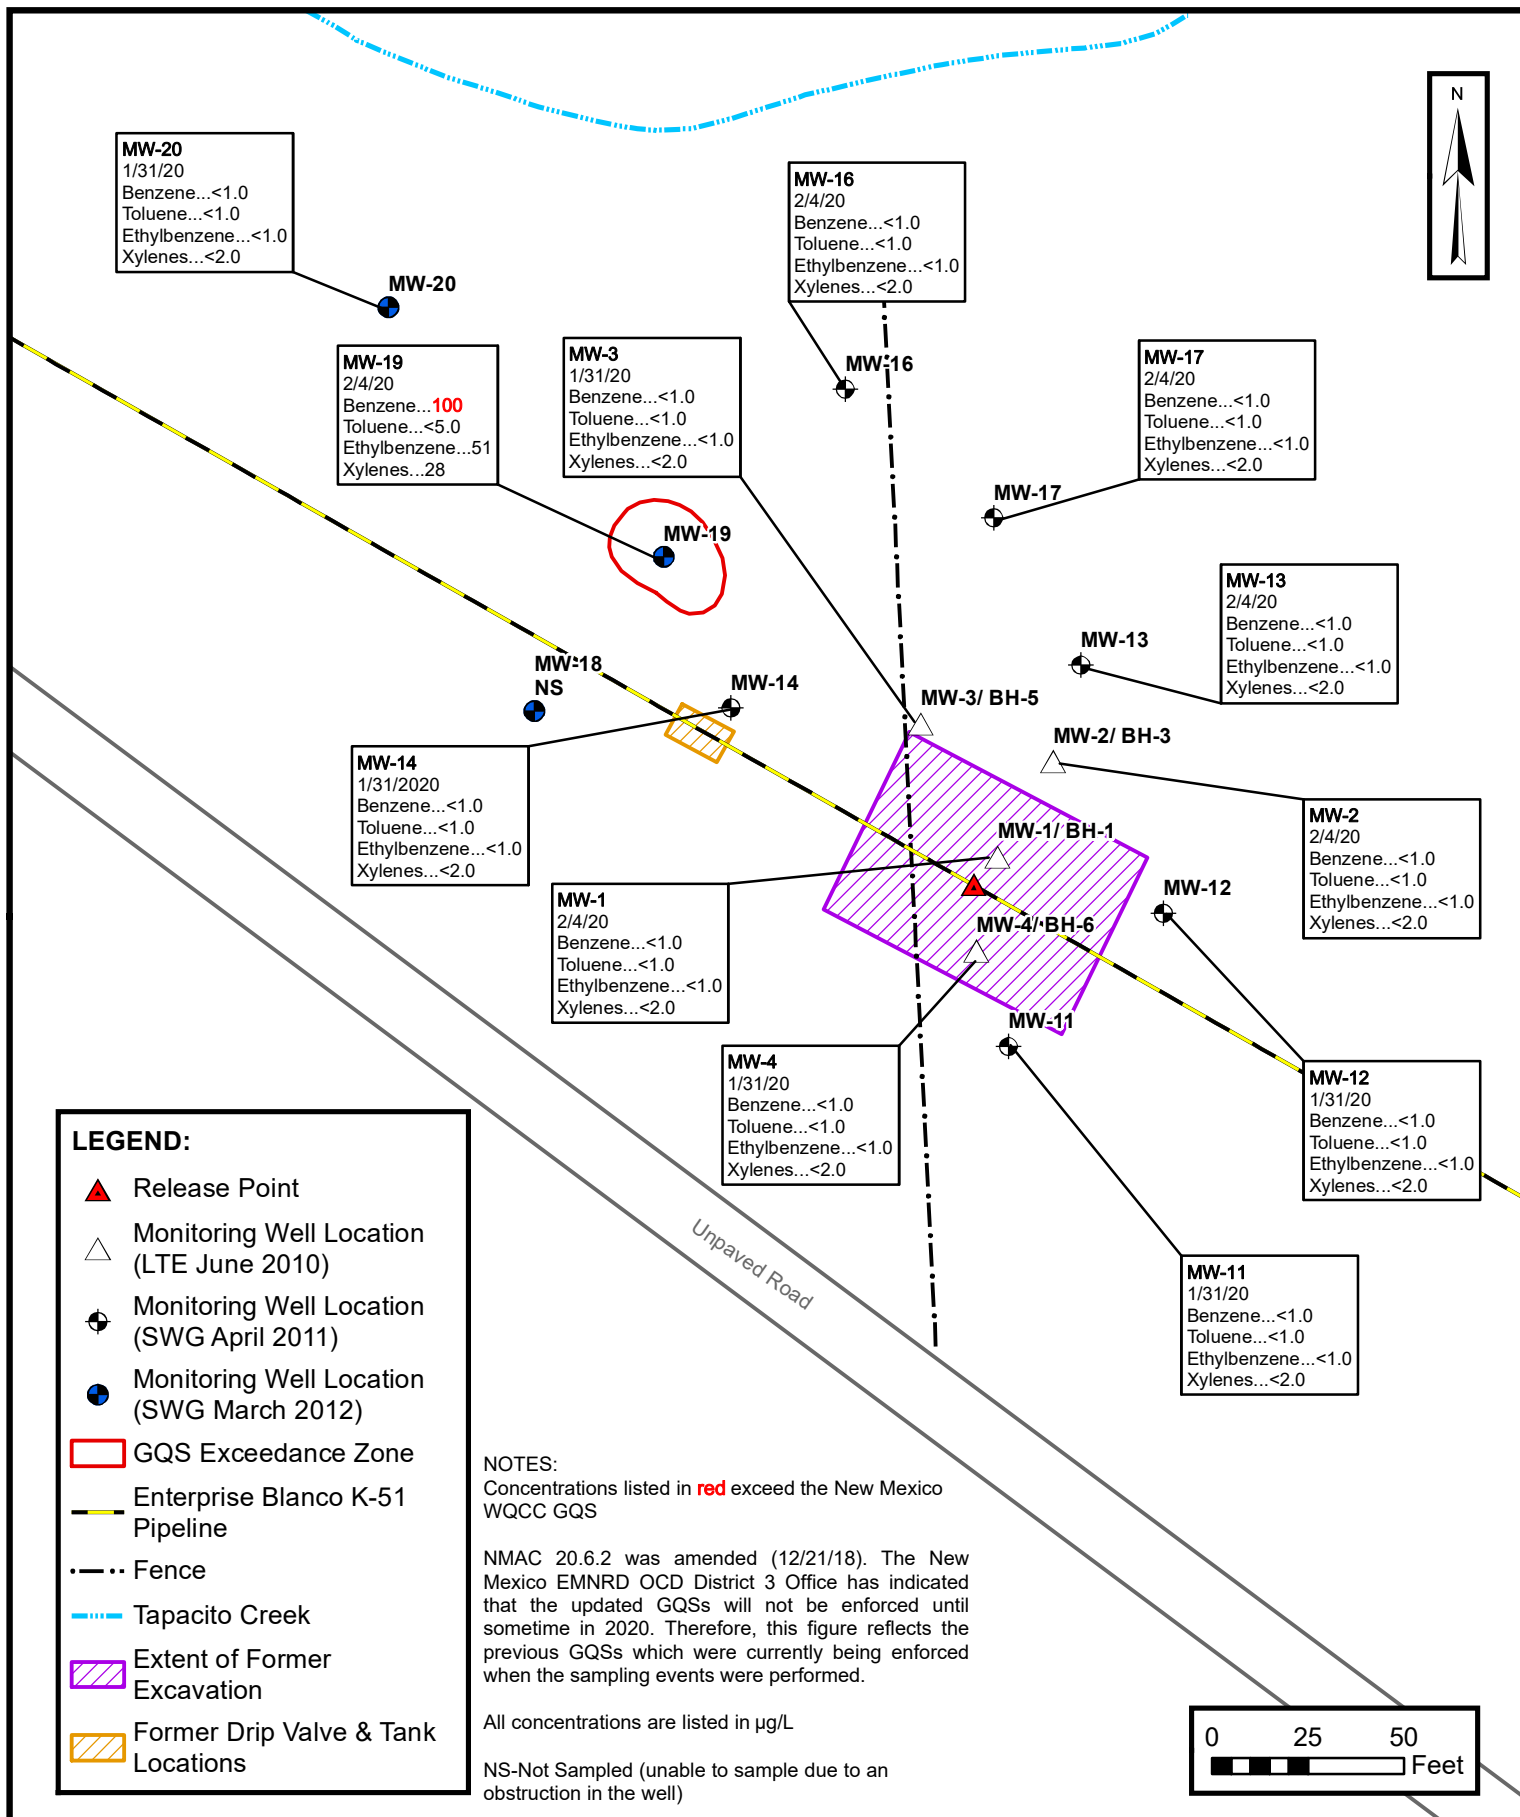 N
MW-20
1/31/20
Benzene...<1.0
Toluene...<1.0
Ethylbenzene...<1.0
Xylenes...<2.0
MW-20
MW-16
2/4/20
Benzene...<1.0
Toluene...<1.0
Ethylbenzene...<1.0
Xylenes...<2.0
MW-16
MW-19
2/4/20
Benzene...100
Toluene...<5.0
Ethylbenzene...51
Xylenes...28
MW-19
MW-3
1/31/20
Benzene...<1.0
Toluene...<1.0
Ethylbenzene...<1.0
Xylenes...<2.0
MW-17
2/4/20
Benzene...<1.0
Toluene...<1.0
Ethylbenzene...<1.0
Xylenes...<2.0
MW-17
MW-13
2/4/20
Benzene...<1.0
Toluene...<1.0
Ethylbenzene...<1.0
Xylenes...<2.0
MW-13
MW-18
NS
MW-14
MW-3/ BH-5
MW-2/ BH-3
MW-14
1/31/2020
Benzene...<1.0
Toluene...<1.0
Ethylbenzene...<1.0
Xylenes...<2.0
MW-2
2/4/20
Benzene...<1.0
Toluene...<1.0
Ethylbenzene...<1.0
Xylenes...<2.0
MW-1/ BH-1
MW-12
MW-1
2/4/20
Benzene...<1.0
Toluene...<1.0
Ethylbenzene...<1.0
Xylenes...<2.0
MW-4/ BH-6
MW-11
MW-4
1/31/20
Benzene...<1.0
Toluene...<1.0
Ethylbenzene...<1.0
Xylenes...<2.0
MW-12
1/31/20
Benzene...<1.0
Toluene...<1.0
Ethylbenzene...<1.0
Xylenes...<2.0
MW-11
1/31/20
Benzene...<1.0
Toluene...<1.0
Ethylbenzene...<1.0
Xylenes...<2.0
Unpaved Road
LEGEND:
Release Point
Monitoring Well Location
(LTE June 2010)
Monitoring Well Location
(SWG April 2011)
Monitoring Well Location
(SWG March 2012)
GQS Exceedance Zone
Enterprise Blanco K-51
Pipeline
Fence
Tapacito Creek
Extent of Former
Excavation
Former Drip Valve & Tank
Locations
NOTES:
Concentrations listed in red exceed the New Mexico
WQCC GQS
NMAC 20.6.2 was amended (12/21/18). The New
Mexico EMNRD OCD District 3 Office has indicated
that the updated GQSs will not be enforced until
sometime in 2020. Therefore, this figure reflects the
previous GQSs which were currently being enforced
when the sampling events were performed.
All concentrations are listed in µg/L
NS-Not Sampled (unable to sample due to an
obstruction in the well)
0 25 50
Feet